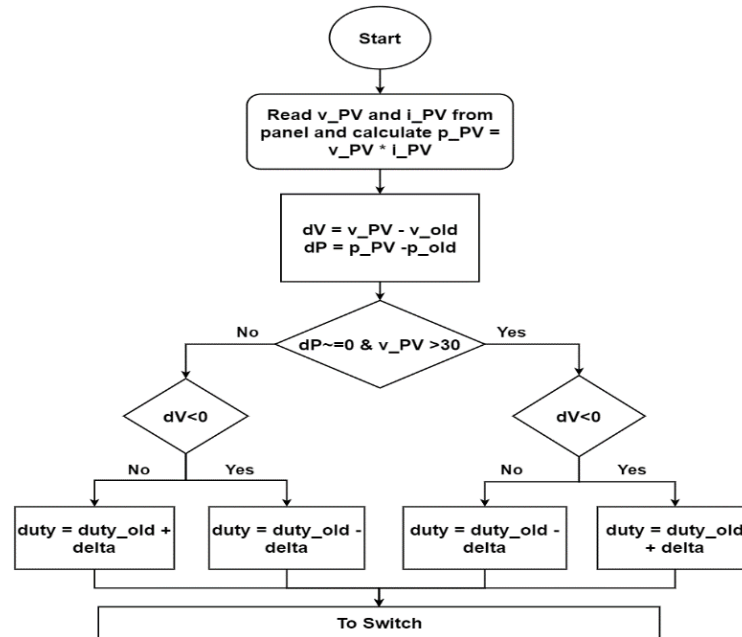 Start
Read v_PV and i_PV from
panel and calculate p_PV =
v_PV * i_PV
dV = v_PV - v_old
dP = p_PV -p_old
No
Yes
dP~=0 & v_PV >30
dV<0
dV<0
No
Yes
No
Yes
duty = duty_old +
delta
duty = duty_old -
delta
duty = duty_old -
delta
duty = duty_old
+ delta
To Switch